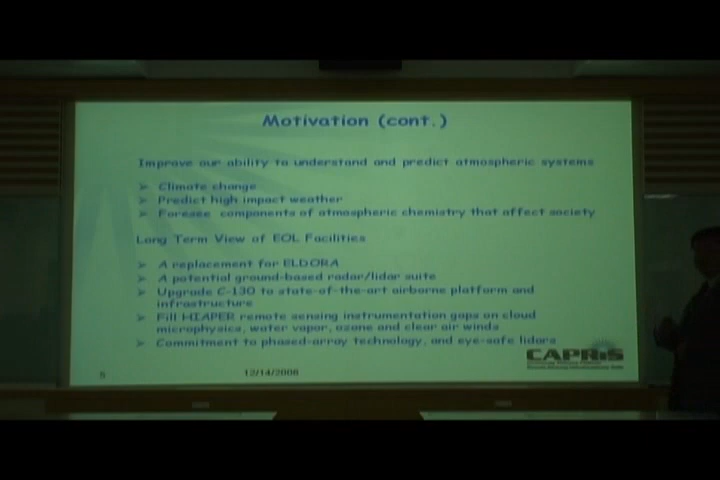 Motivation (cont.)
Improve our ability to understand and predict atmospheric systems
➢ Climate change
➢ Predict high impact weather
➢ Foresee components of atmospheric chemistry that affect society
Long Term View of EOL Facilities
➢ A replacement for ELDORA
➢ A potential ground-based radar/lidar suite
➢ Upgrade C-130 to state-of-the-art airborne platform and
infrastructure
➢ Fill HIAPER remote sensing instrumentation gaps on cloud
microphysics, water vapor, ozone and clear air winds
➢ Commitment to phased-array technology, and eye-safe lidars
CAPRIS
5
12/14/2006